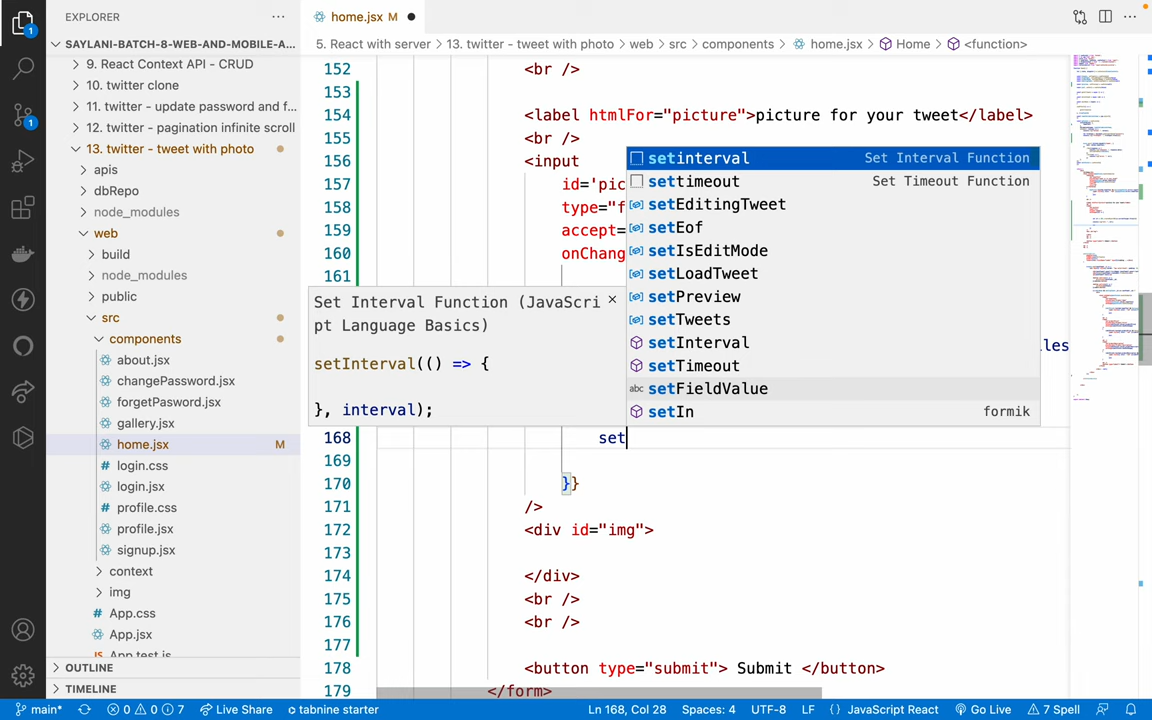 EXPLORER
home.jsx M
SAYLANI-BATCH-8-WEB-AND-MOBILE-A...
5. React with server > 13. twitter - tweet with photo > web > src > components > home.jsx > Home > <function>
9. React Context API - CRUD
10. twitter clone
11. twitter - update password and f...
12. twitter - pagination infinite scroll
13. twitter - tweet with photo
apis
dbRepo
node_modules
web
build
node_modules
public
src
components
about.jsx
changePassword.jsx
forgetPasword.jsx
gallery.jsx
home.jsx M
login.css
login.jsx
profile.css
profile.jsx
signup.jsx
context
img
App.css
App.jsx
App.test.js
OUTLINE
TIMELINE
152 <br />
153
154 <label htmlFor="picture">picture for your tweet</label>
155 <br />
156 <input
157 id='pic
158 type="f
159 accept=
160 onChang
161
168 set
169
170 }}
171 />
172 <div id="img">
173
174 </div>
175 <br />
176 <br />
177
178 <button type="submit"> Submit </button>
179 </form>
iles
setinterval Set Interval Function
settimeout Set Timeout Function
setEditingTweet
setEof
setIsEditMode
setLoadTweet
setPreview
setTweets
setInterval
setTimeout
abc setFieldValue
setIn formik
Set Interval Function (JavaScri
pt Language Basics)
setInterval(() => {
}, interval);
1
1
main* 0 0 7 Live Share tabnine starter Ln 168, Col 28 Spaces: 4 UTF-8 LF {} JavaScript React Go Live 7 Spell